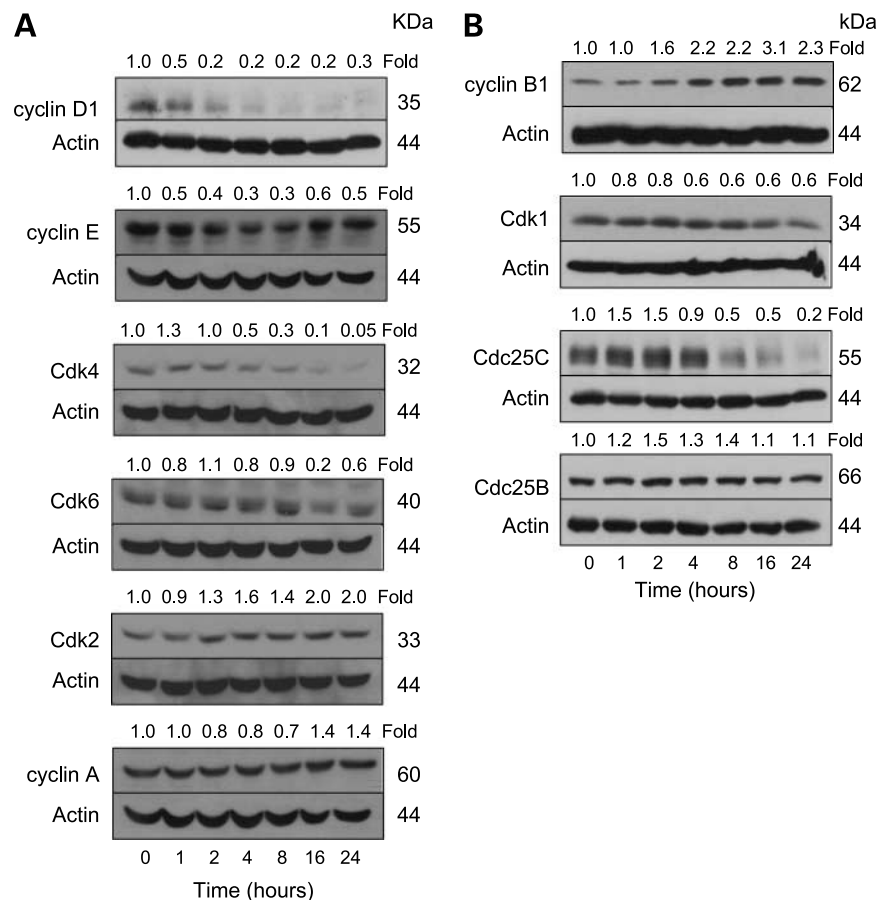 A
KDa
1.0 0.5 0.2 0.2 0.2 0.2 0.3 Fold
cyclin D1 35
Actin 44
1.0 0.5 0.4 0.3 0.3 0.6 0.5 Fold
cyclin E 55
Actin 44
1.0 1.3 1.0 0.5 0.3 0.1 0.05 Fold
Cdk4 32
Actin 44
1.0 0.8 1.1 0.8 0.9 0.2 0.6 Fold
Cdk6 40
Actin 44
1.0 0.9 1.3 1.6 1.4 2.0 2.0 Fold
Cdk2 33
Actin 44
1.0 1.0 0.8 0.8 0.7 1.4 1.4 Fold
cyclin A 60
Actin 44
0 1 2 4 8 16 24
Time (hours)
B
kDa
1.0 1.0 1.6 2.2 2.2 3.1 2.3 Fold
cyclin B1 62
Actin 44
1.0 0.8 0.8 0.6 0.6 0.6 0.6 Fold
Cdk1 34
Actin 44
1.0 1.5 1.5 0.9 0.5 0.5 0.2 Fold
Cdc25C 55
Actin 44
1.0 1.2 1.5 1.3 1.4 1.1 1.1 Fold
Cdc25B 66
Actin 44
0 1 2 4 8 16 24
Time (hours)